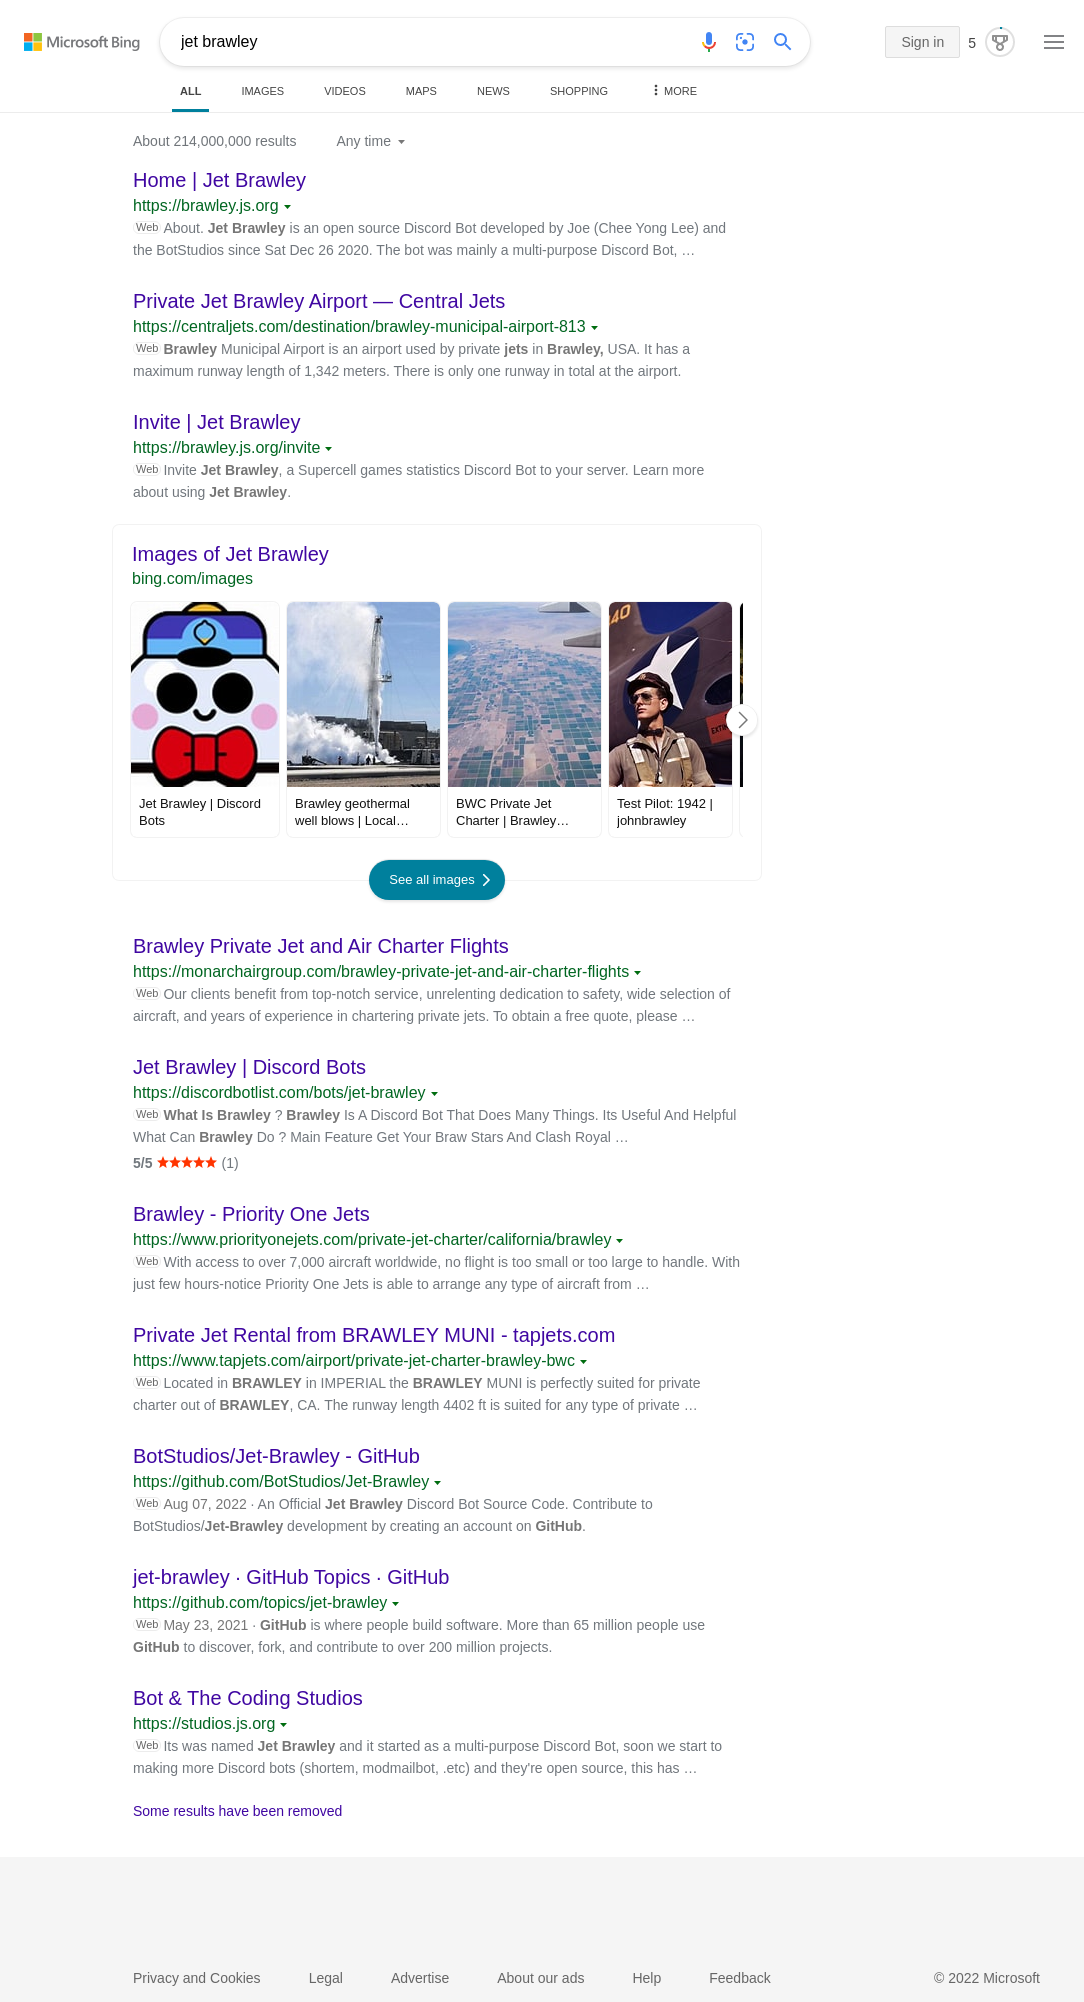 Microsoft Bing
jet brawley
Sign in
5
ALL
IMAGES
VIDEOS
MAPS
NEWS
SHOPPING
MORE
About 214,000,000 results
Any time
Home | Jet Brawley
https://brawley.js.org
Web About. Jet Brawley is an open source Discord Bot developed by Joe (Chee Yong Lee) and
the BotStudios since Sat Dec 26 2020. The bot was mainly a multi-purpose Discord Bot, …
Private Jet Brawley Airport — Central Jets
https://centraljets.com/destination/brawley-municipal-airport-813
Web Brawley Municipal Airport is an airport used by private jets in Brawley, USA. It has a
maximum runway length of 1,342 meters. There is only one runway in total at the airport.
Invite | Jet Brawley
https://brawley.js.org/invite
Web Invite Jet Brawley, a Supercell games statistics Discord Bot to your server. Learn more
about using Jet Brawley.
Images of Jet Brawley
bing.com/images
40
EXTIN
Jet Brawley | Discord
Bots
Brawley geothermal
well blows | Local…
BWC Private Jet
Charter | Brawley…
Test Pilot: 1942 |
johnbrawley
See all images
Brawley Private Jet and Air Charter Flights
https://monarchairgroup.com/brawley-private-jet-and-air-charter-flights
Web Our clients benefit from top-notch service, unrelenting dedication to safety, wide selection of
aircraft, and years of experience in chartering private jets. To obtain a free quote, please …
Jet Brawley | Discord Bots
https://discordbotlist.com/bots/jet-brawley
Web What Is Brawley ? Brawley Is A Discord Bot That Does Many Things. Its Useful And Helpful
What Can Brawley Do ? Main Feature Get Your Braw Stars And Clash Royal …
5/5 ★★★★★ (1)
Brawley - Priority One Jets
https://www.priorityonejets.com/private-jet-charter/california/brawley
Web With access to over 7,000 aircraft worldwide, no flight is too small or too large to handle. With
just few hours-notice Priority One Jets is able to arrange any type of aircraft from …
Private Jet Rental from BRAWLEY MUNI - tapjets.com
https://www.tapjets.com/airport/private-jet-charter-brawley-bwc
Web Located in BRAWLEY in IMPERIAL the BRAWLEY MUNI is perfectly suited for private
charter out of BRAWLEY, CA. The runway length 4402 ft is suited for any type of private …
BotStudios/Jet-Brawley - GitHub
https://github.com/BotStudios/Jet-Brawley
Web Aug 07, 2022 · An Official Jet Brawley Discord Bot Source Code. Contribute to
BotStudios/Jet-Brawley development by creating an account on GitHub.
jet-brawley · GitHub Topics · GitHub
https://github.com/topics/jet-brawley
Web May 23, 2021 · GitHub is where people build software. More than 65 million people use
GitHub to discover, fork, and contribute to over 200 million projects.
Bot & The Coding Studios
https://studios.js.org
Web Its was named Jet Brawley and it started as a multi-purpose Discord Bot, soon we start to
making more Discord bots (shortem, modmailbot, .etc) and they're open source, this has …
Some results have been removed
Privacy and Cookies
Legal
Advertise
About our ads
Help
Feedback
© 2022 Microsoft